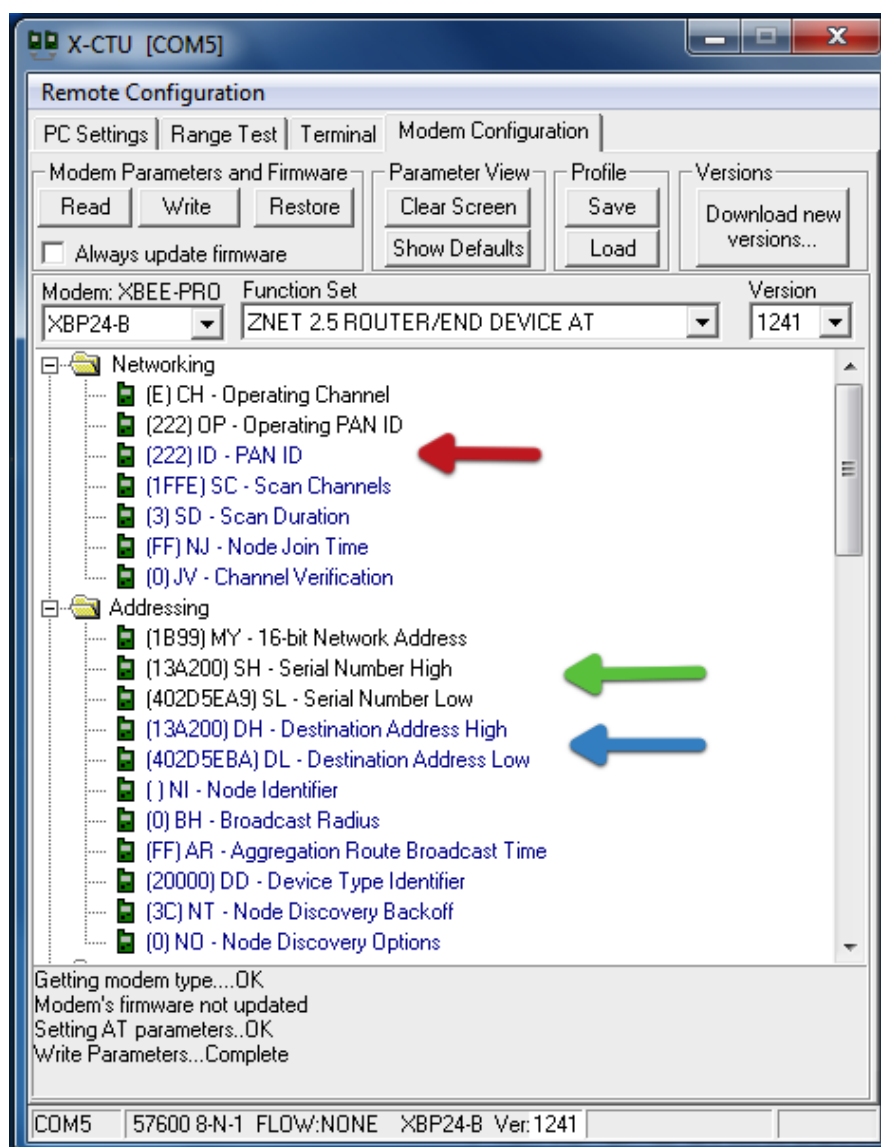 X-CTU [COM5]
Remote Configuration
PC Settings Range Test Terminal Modem Configuration
Modem Parameters and Firmware Parameter View Profile Versions
Read Write Restore Clear Screen Save Download new versions...
Always update firmware Show Defaults Load
Modem: XBEE-PRO Function Set Version
XBP24-B ZNET 2.5 ROUTER/END DEVICE AT 1241
Networking
(E) CH - Operating Channel
(222) OP - Operating PAN ID
(222) ID - PAN ID
(1FFE) SC - Scan Channels
(3) SD - Scan Duration
(FF) NJ - Node Join Time
(0) JV - Channel Verification
Addressing
(1B99) MY - 16-bit Network Address
(13A200) SH - Serial Number High
(402D5EA9) SL - Serial Number Low
(13A200) DH - Destination Address High
(402D5EBA) DL - Destination Address Low
( ) NI - Node Identifier
(0) BH - Broadcast Radius
(FF) AR - Aggregation Route Broadcast Time
(20000) DD - Device Type Identifier
(3C) NT - Node Discovery Backoff
(0) NO - Node Discovery Options
Getting modem type....OK
Modem's firmware not updated
Setting AT parameters..OK
Write Parameters...Complete
COM5 57600 8-N-1 FLOW:NONE XBP24-B Ver:1241